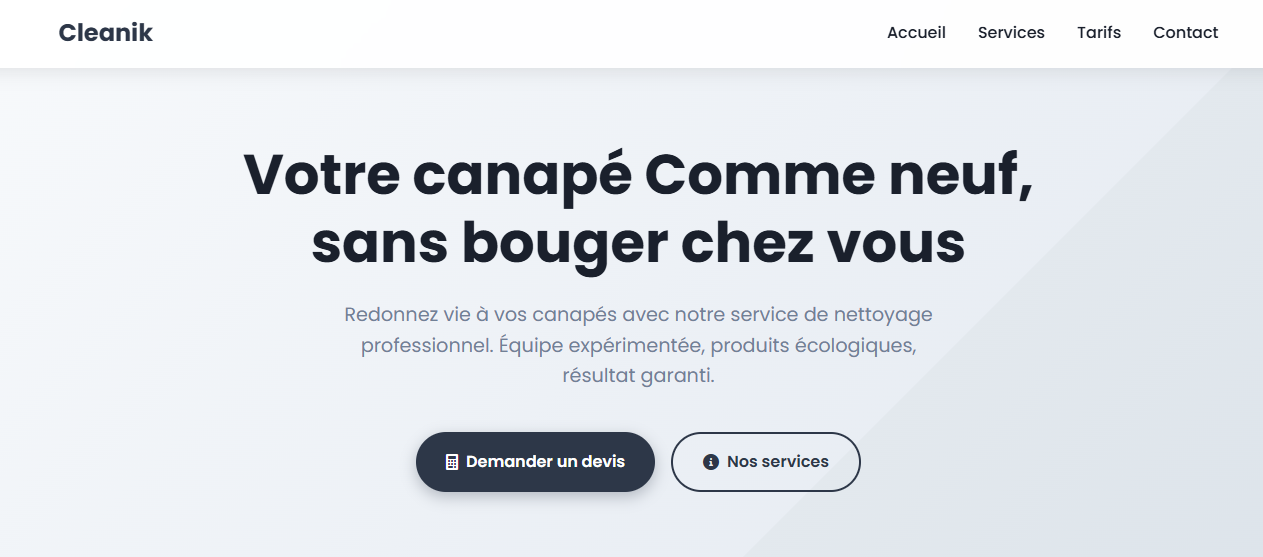 Cleanik
Accueil Services Tarifs Contact
Votre canapé Comme neuf,
sans bouger chez vous
Redonnez vie à vos canapés avec notre service de nettoyage
professionnel. Équipe expérimentée, produits écologiques,
résultat garanti.
Demander un devis
Nos services